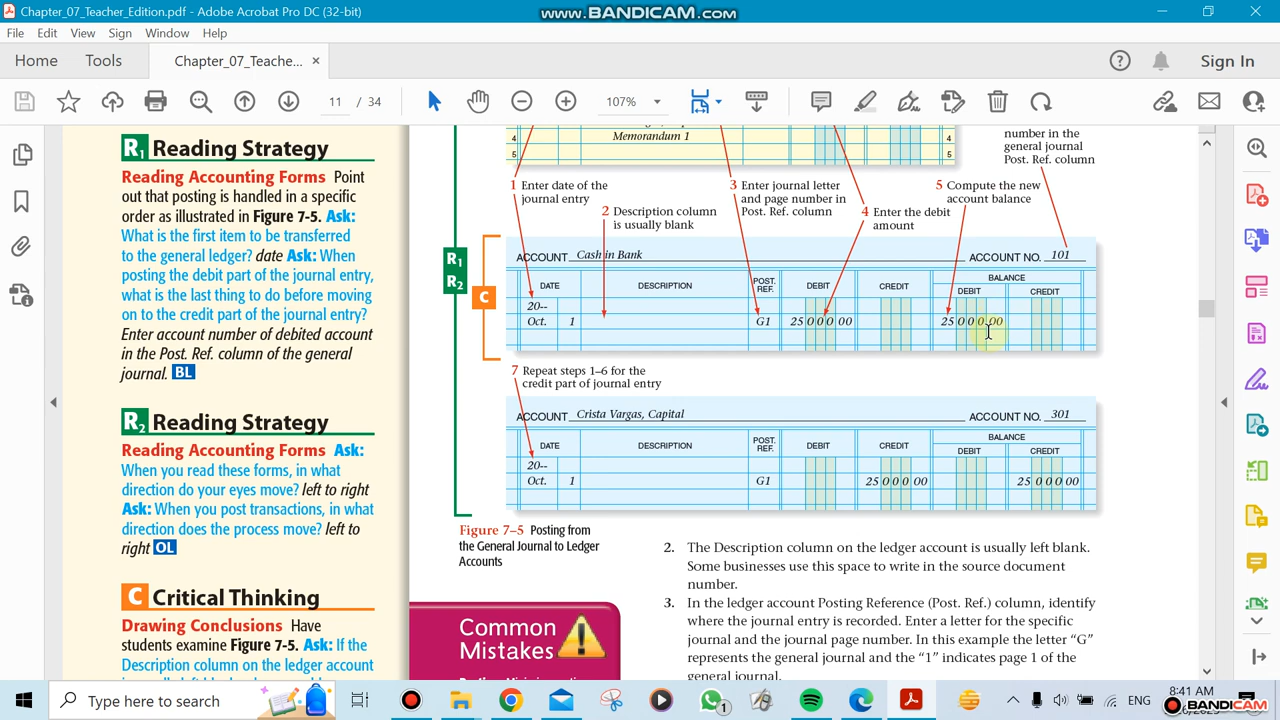 Chapter_07_Teacher_Edition.pdf - Adobe Acrobat Pro DC (32-bit)
www.BANDICAM.com
File Edit View Sign Window Help
Home Tools Chapter_07_Teache... × Sign In
11 / 34 107%
R1 Reading Strategy
Reading Accounting Forms Point
out that posting is handled in a specific
order as illustrated in Figure 7-5. Ask:
What is the first item to be transferred
to the general ledger? date Ask: When
posting the debit part of the journal entry,
what is the last thing to do before moving
on to the credit part of the journal entry?
Enter account number of debited account
in the Post. Ref. column of the general
journal. BL
R2 Reading Strategy
Reading Accounting Forms Ask:
When you read these forms, in what
direction do your eyes move? left to right
Ask: When you post transactions, in what
direction does the process move? left to
right OL
C Critical Thinking
Drawing Conclusions Have
students examine Figure 7-5. Ask: If the
Description column on the ledger account
4 Memorandum 1 4
5 5
number in the
general journal
Post. Ref. column
1 Enter date of the
journal entry
2 Description column
is usually blank
3 Enter journal letter
and page number in
Post. Ref. column
4 Enter the debit
amount
5 Compute the new
account balance
R1
R2
C
ACCOUNT Cash in Bank ACCOUNT NO. 101
DATE DESCRIPTION POST. REF. DEBIT CREDIT BALANCE
DEBIT CREDIT
20--
Oct. 1 G1 25 000 00 25 000 00
7 Repeat steps 1–6 for the
credit part of journal entry
ACCOUNT Crista Vargas, Capital ACCOUNT NO. 301
DATE DESCRIPTION POST. REF. DEBIT CREDIT BALANCE
DEBIT CREDIT
20--
Oct. 1 G1 25 000 00 25 000 00
Figure 7–5 Posting from
the General Journal to Ledger
Accounts
Common
Mistakes
2. The Description column on the ledger account is usually left blank.
Some businesses use this space to write in the source document
number.
3. In the ledger account Posting Reference (Post. Ref.) column, identify
where the journal entry is recorded. Enter a letter for the specific
journal and the journal page number. In this example the letter “G”
represents the general journal and the “1” indicates page 1 of the
general journal.
Type here to search
1
ENG
8:41 AM
BANDICAM